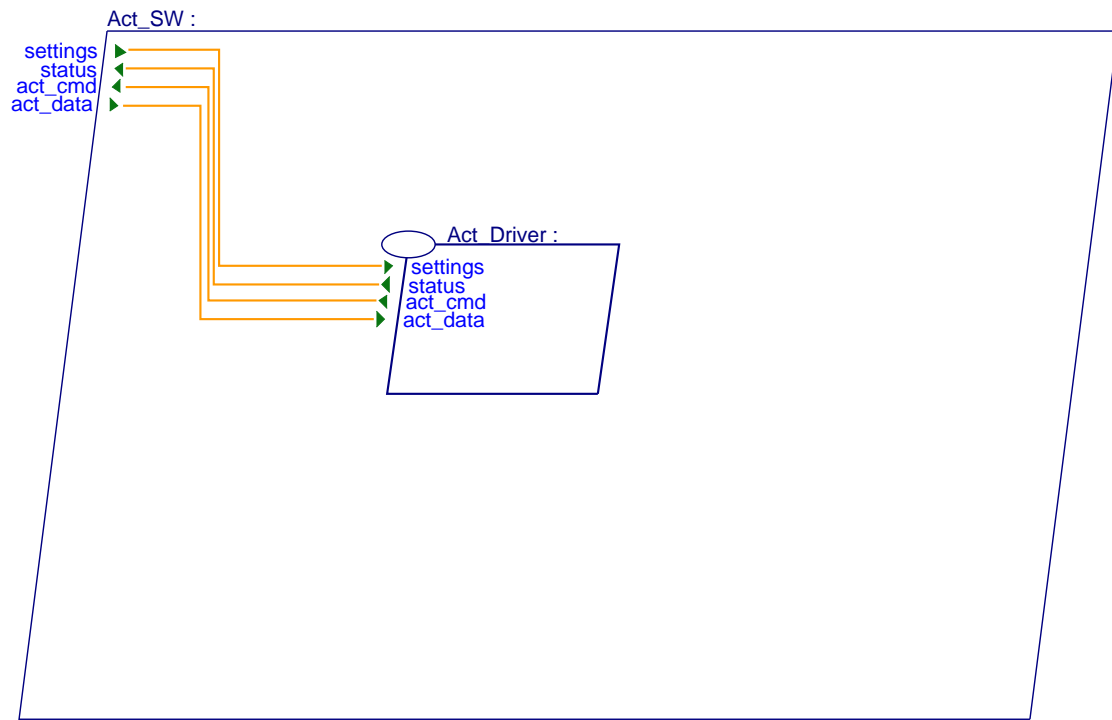 Act_SW :
settings
status
act_cmd
act_data
Act_Driver :
settings
status
act_cmd
act_data